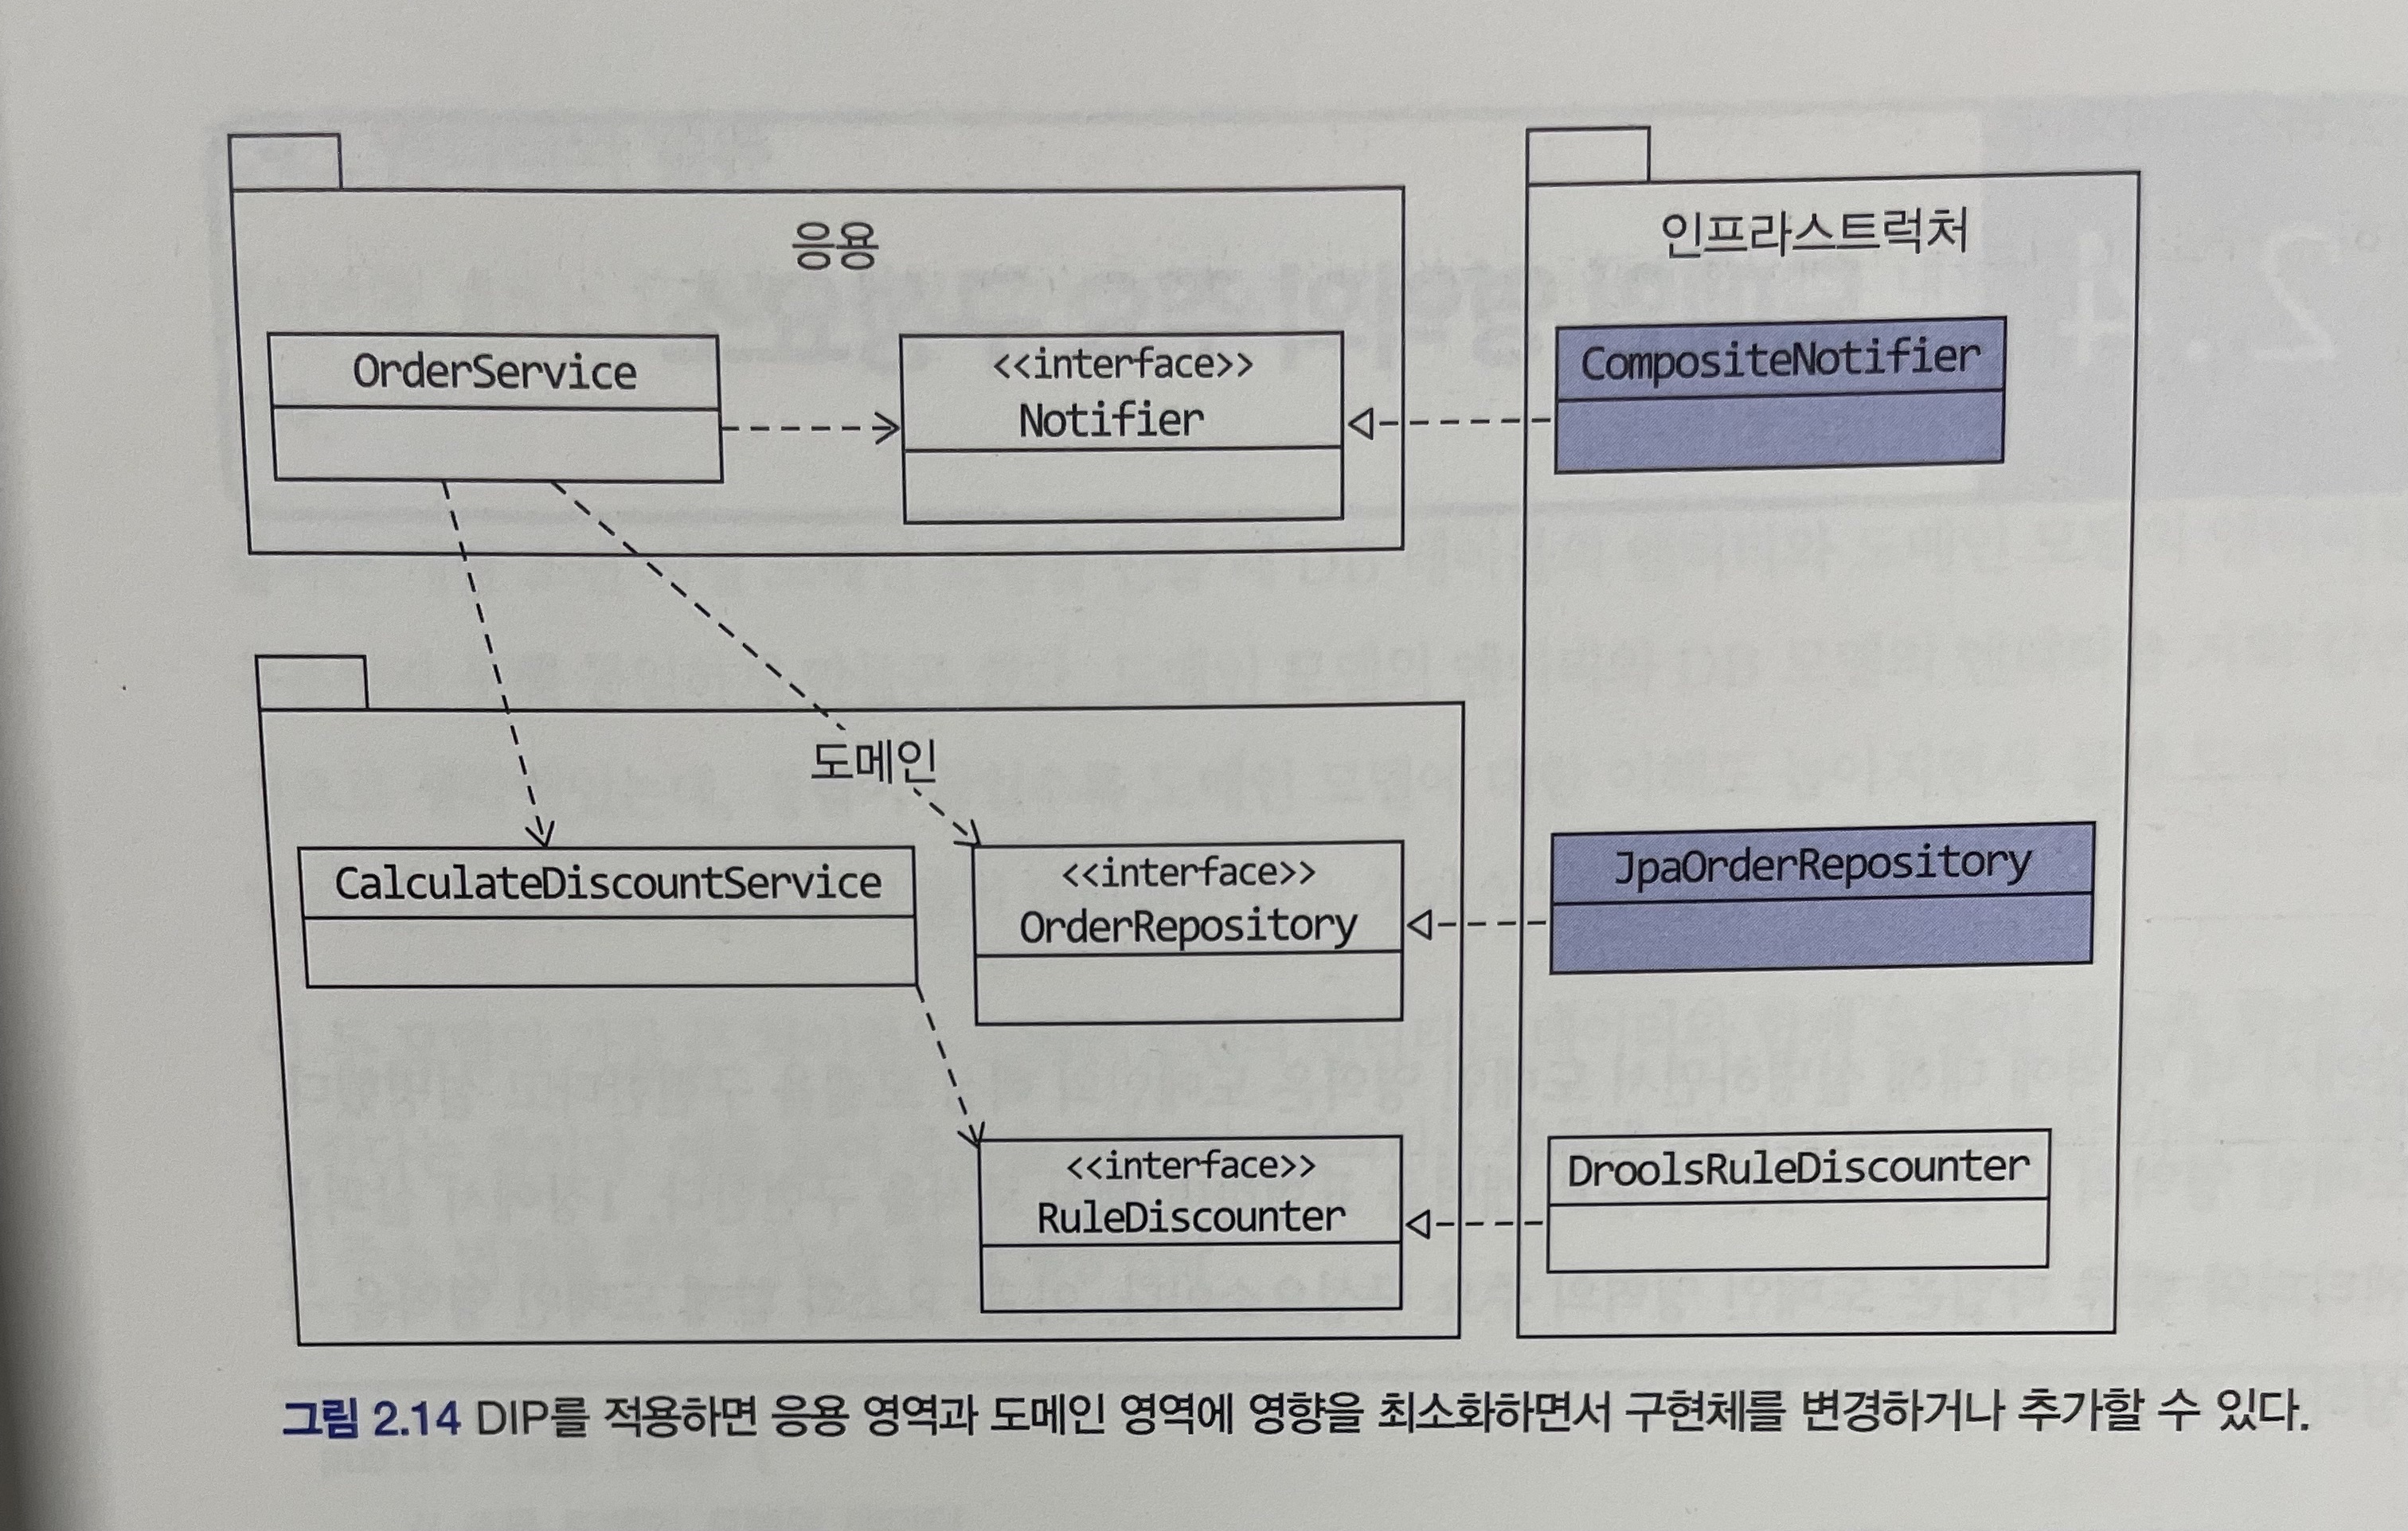 응용
인프라스트럭처
OrderService
<<interface>>
Notifier
CompositeNotifier
도메인
CalculateDiscountService
<<interface>>
OrderRepository
JpaOrderRepository
<<interface>>
RuleDiscounter
DroolsRuleDiscounter
그림 2.14 DIP를 적용하면 응용 영역과 도메인 영역에 영향을 최소화하면서 구현체를 변경하거나 추가할 수 있다.